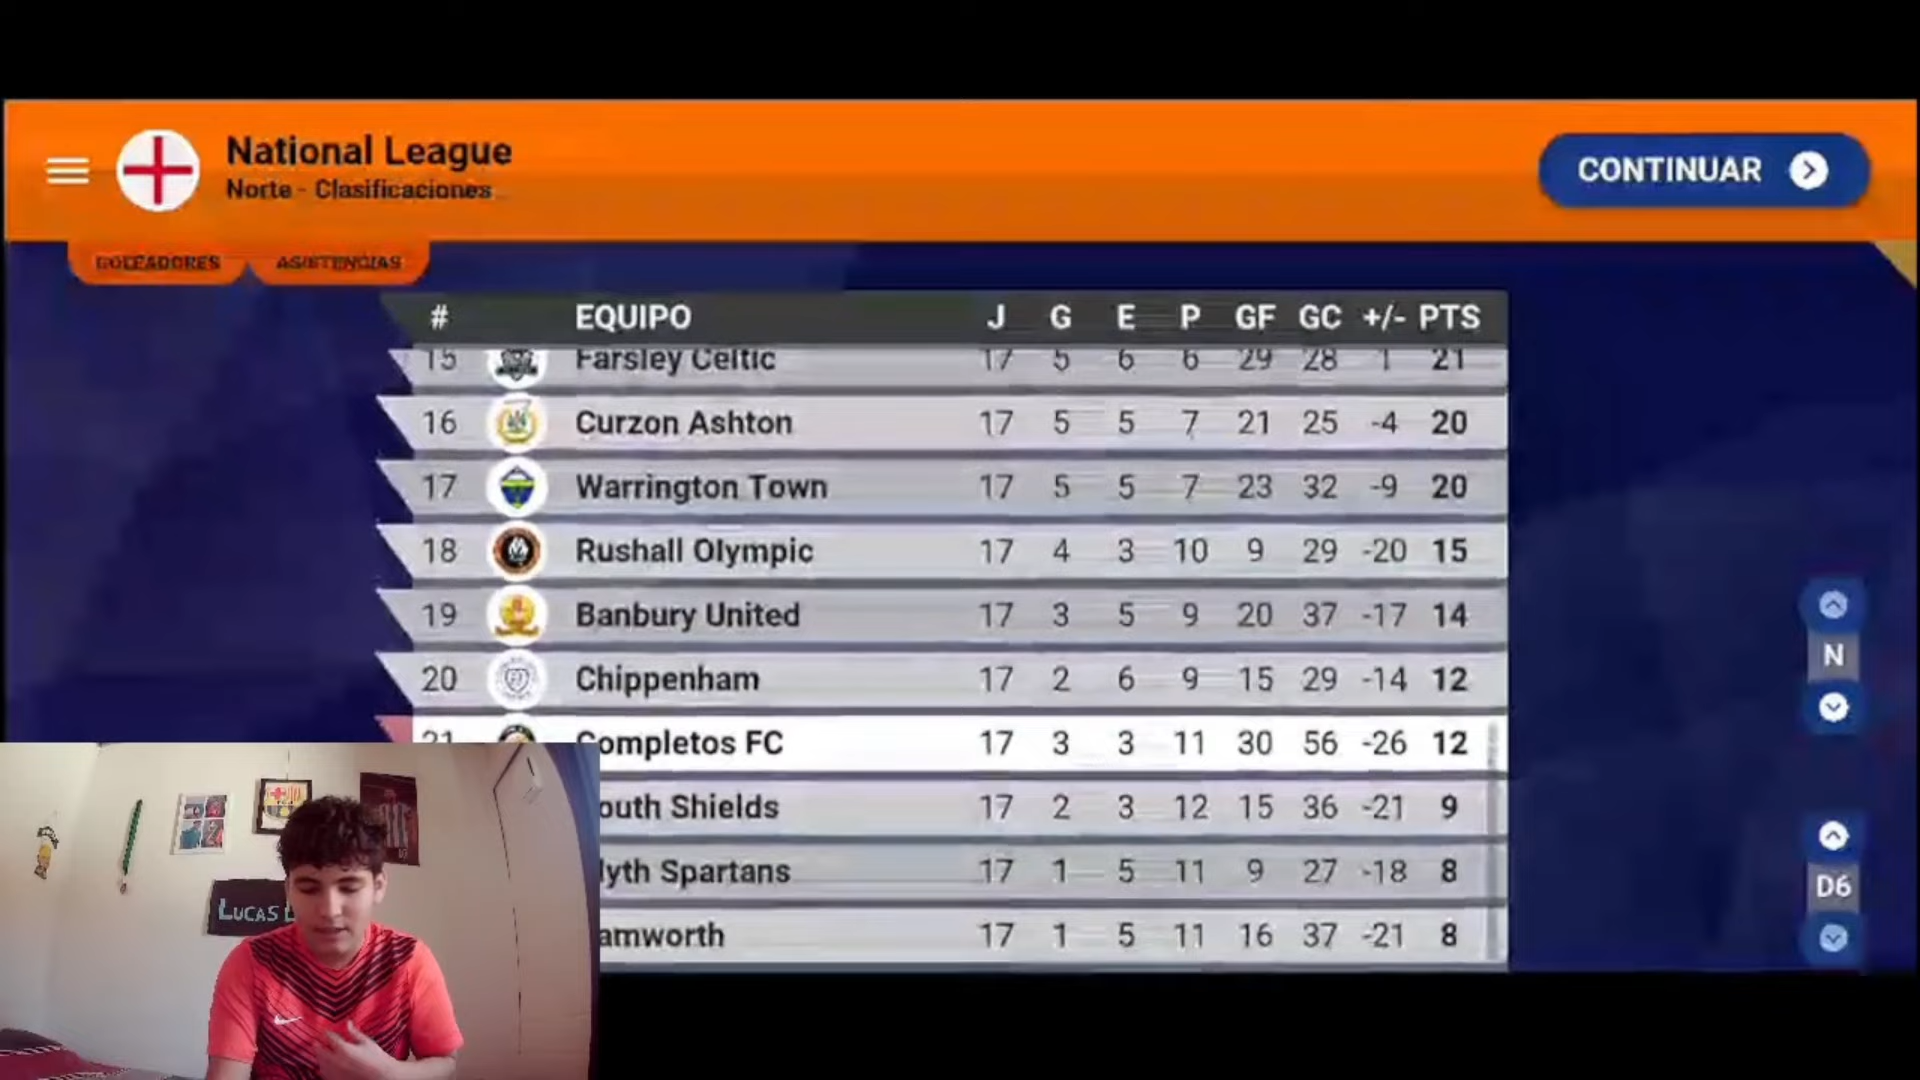 National League
Norte - Clasificaciones
CONTINUAR
GOLEADORES ASISTENCIAS
# EQUIPO J G E P GF GC +/- PTS
15 Farsley Celtic 17 5 6 6 29 28 1 21
16 Curzon Ashton 17 5 5 7 21 25 -4 20
17 Warrington Town 17 5 5 7 23 32 -9 20
18 Rushall Olympic 17 4 3 10 9 29 -20 15
19 Banbury United 17 3 5 9 20 37 -17 14
20 Chippenham 17 2 6 9 15 29 -14 12
21 Completos FC 17 3 3 11 30 56 -26 12
outh Shields 17 2 3 12 15 36 -21 9
lyth Spartans 17 1 5 11 9 27 -18 8
amworth 17 1 5 11 16 37 -21 8
N
D6
LUCAS L